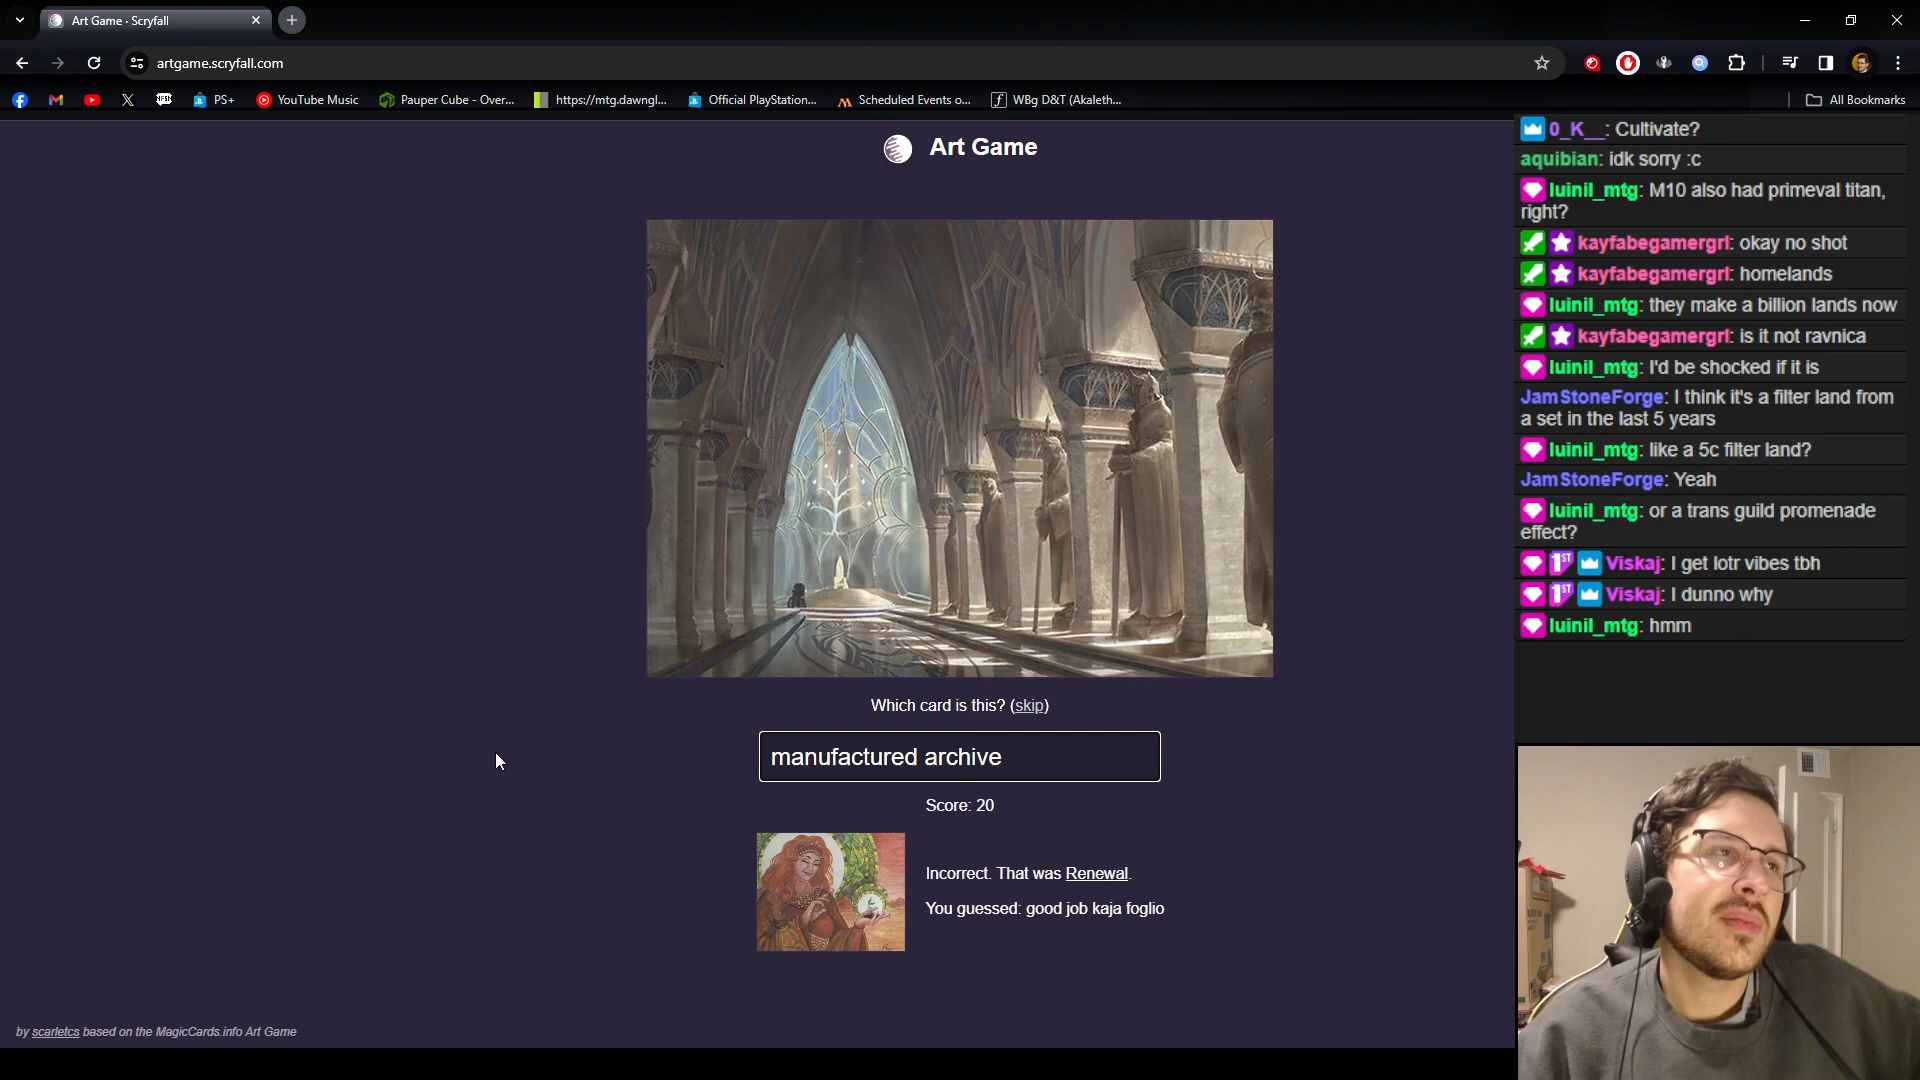 Art Game · Scryfall
artgame.scryfall.com
PS+
YouTube Music
Pauper Cube - Over...
https://mtg.dawngl...
Official PlayStation...
Scheduled Events o...
WBg D&T (Akaleth...
All Bookmarks
Art Game
Which card is this? (skip)
manufactured archive
Score: 20
Incorrect. That was Renewal.
You guessed: good job kaja foglio
by scarletcs based on the MagicCards.info Art Game
0_K__: Cultivate?
aquibian: idk sorry :c
luinil_mtg: M10 also had primeval titan,
right?
kayfabegamergrl: okay no shot
kayfabegamergrl: homelands
luinil_mtg: they make a billion lands now
kayfabegamergrl: is it not ravnica
luinil_mtg: I'd be shocked if it is
JamStoneForge: I think it's a filter land from
a set in the last 5 years
luinil_mtg: like a 5c filter land?
JamStoneForge: Yeah
luinil_mtg: or a trans guild promenade
effect?
1ST Viskaj: I get lotr vibes tbh
1ST Viskaj: I dunno why
luinil_mtg: hmm